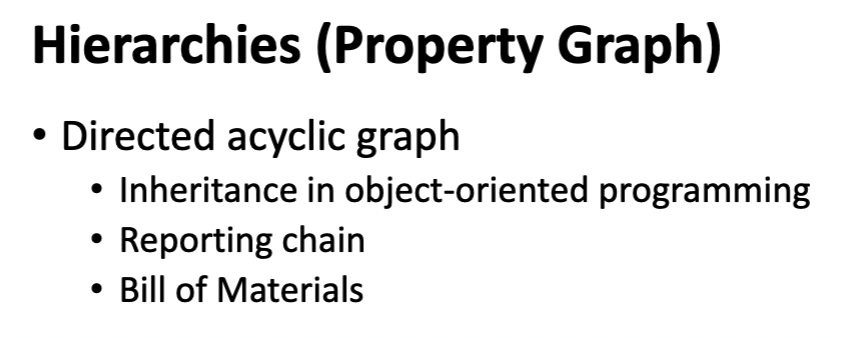 Hierarchies (Property Graph)
• Directed acyclic graph
• Inheritance in object-oriented programming
• Reporting chain
• Bill of Materials